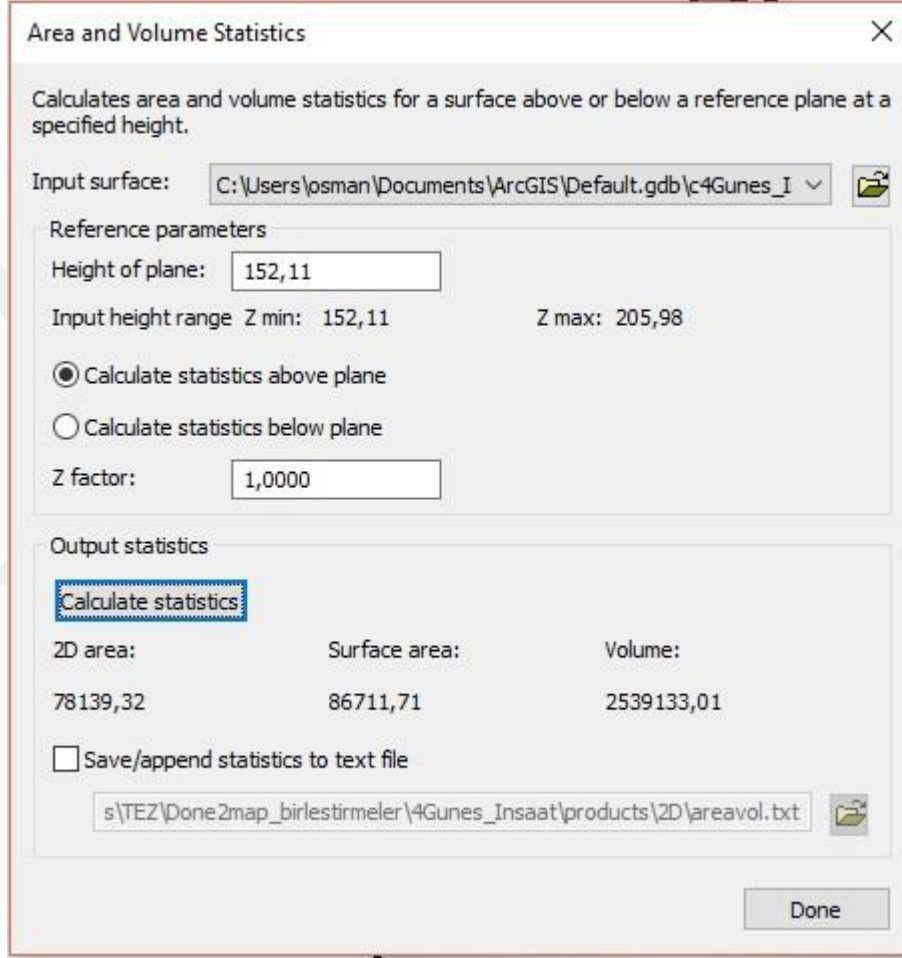 Area and Volume Statistics
Calculates area and volume statistics for a surface above or below a reference plane at a
specified height.
Input surface: C:\Users\osman\Documents\ArcGIS\Default.gdb\c4Gunes_I
Reference parameters
Height of plane: 152,11
Input height range Z min: 152,11 Z max: 205,98
Calculate statistics above plane
Calculate statistics below plane
Z factor: 1,0000
Output statistics
Calculate statistics
2D area: Surface area: Volume:
78139,32 86711,71 2539133,01
Save/append statistics to text file
s\TEZ\Done2map_birlestirmeler\4Gunes_Insaat\products\2D\areavol.txt
Done